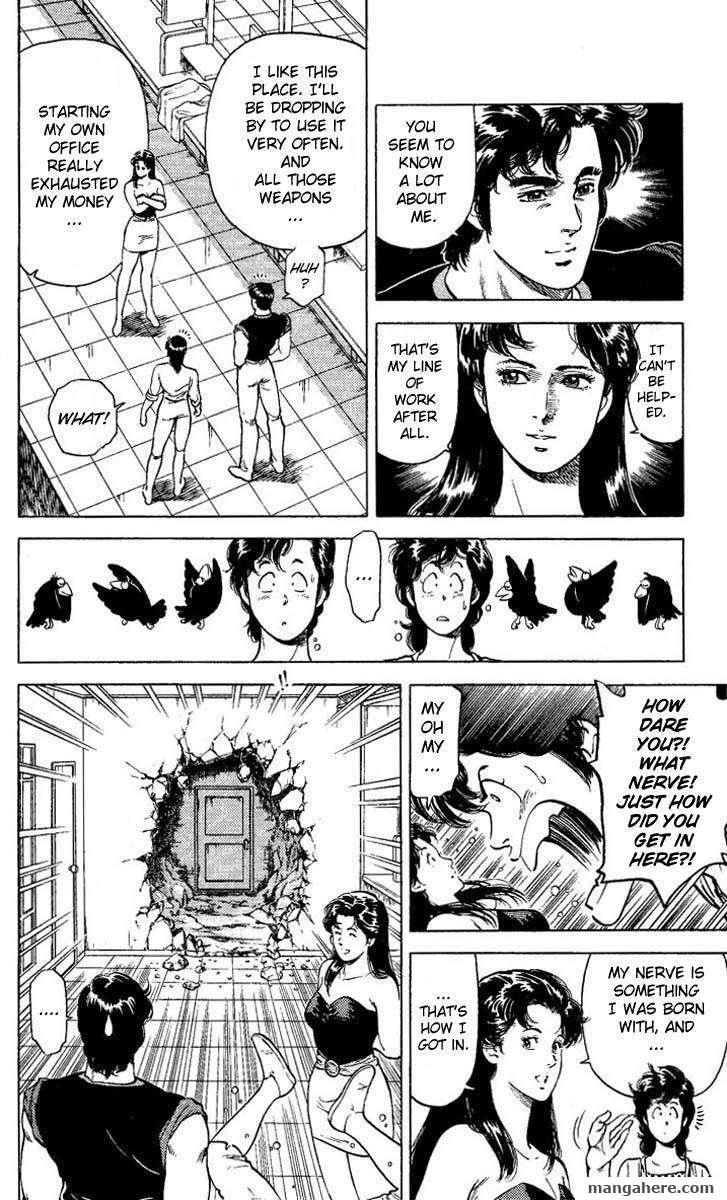 YOU
SEEM TO
KNOW
A LOT
ABOUT
ME.
IT
CAN'T
BE
HELP-
ED.
THAT'S
MY LINE
OF
WORK
AFTER
ALL.
I LIKE THIS
PLACE. I'LL
BE DROPPING
BY TO USE IT
VERY OFTEN.
AND
ALL THOSE
WEAPONS
...
STARTING
MY OWN
OFFICE
REALLY
EXHAUSTED
MY MONEY
...
HUH
?
WHAT!
...
HOW
DARE
YOU?!
WHAT
NERVE!
JUST HOW
DID YOU
GET IN
HERE?!
MY
OH
MY
...
MY NERVE IS
SOMETHING
I WAS BORN
WITH, AND
...
...
THAT'S
HOW I
GOT IN.
!!
....
mangahere.com